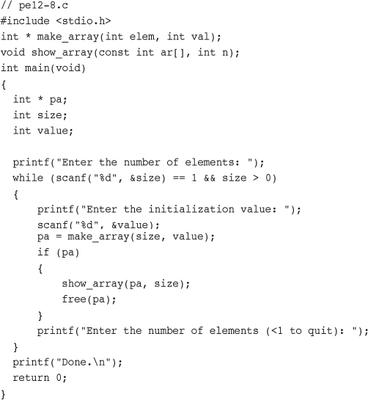 // pe12-8.c
#include <stdio.h>
int * make_array(int elem, int val);
void show_array(const int ar[], int n);
int main(void)
{
  int * pa;
  int size;
  int value;

  printf("Enter the number of elements: ");
  while (scanf("%d", &size) == 1 && size > 0)
  {
      printf("Enter the initialization value: ");
      scanf("%d", &value);
      pa = make_array(size, value);
      if (pa)
      {
          show_array(pa, size);
          free(pa);
      }
      printf("Enter the number of elements (<1 to quit): ");
  }
  printf("Done.\n");
  return 0;
}